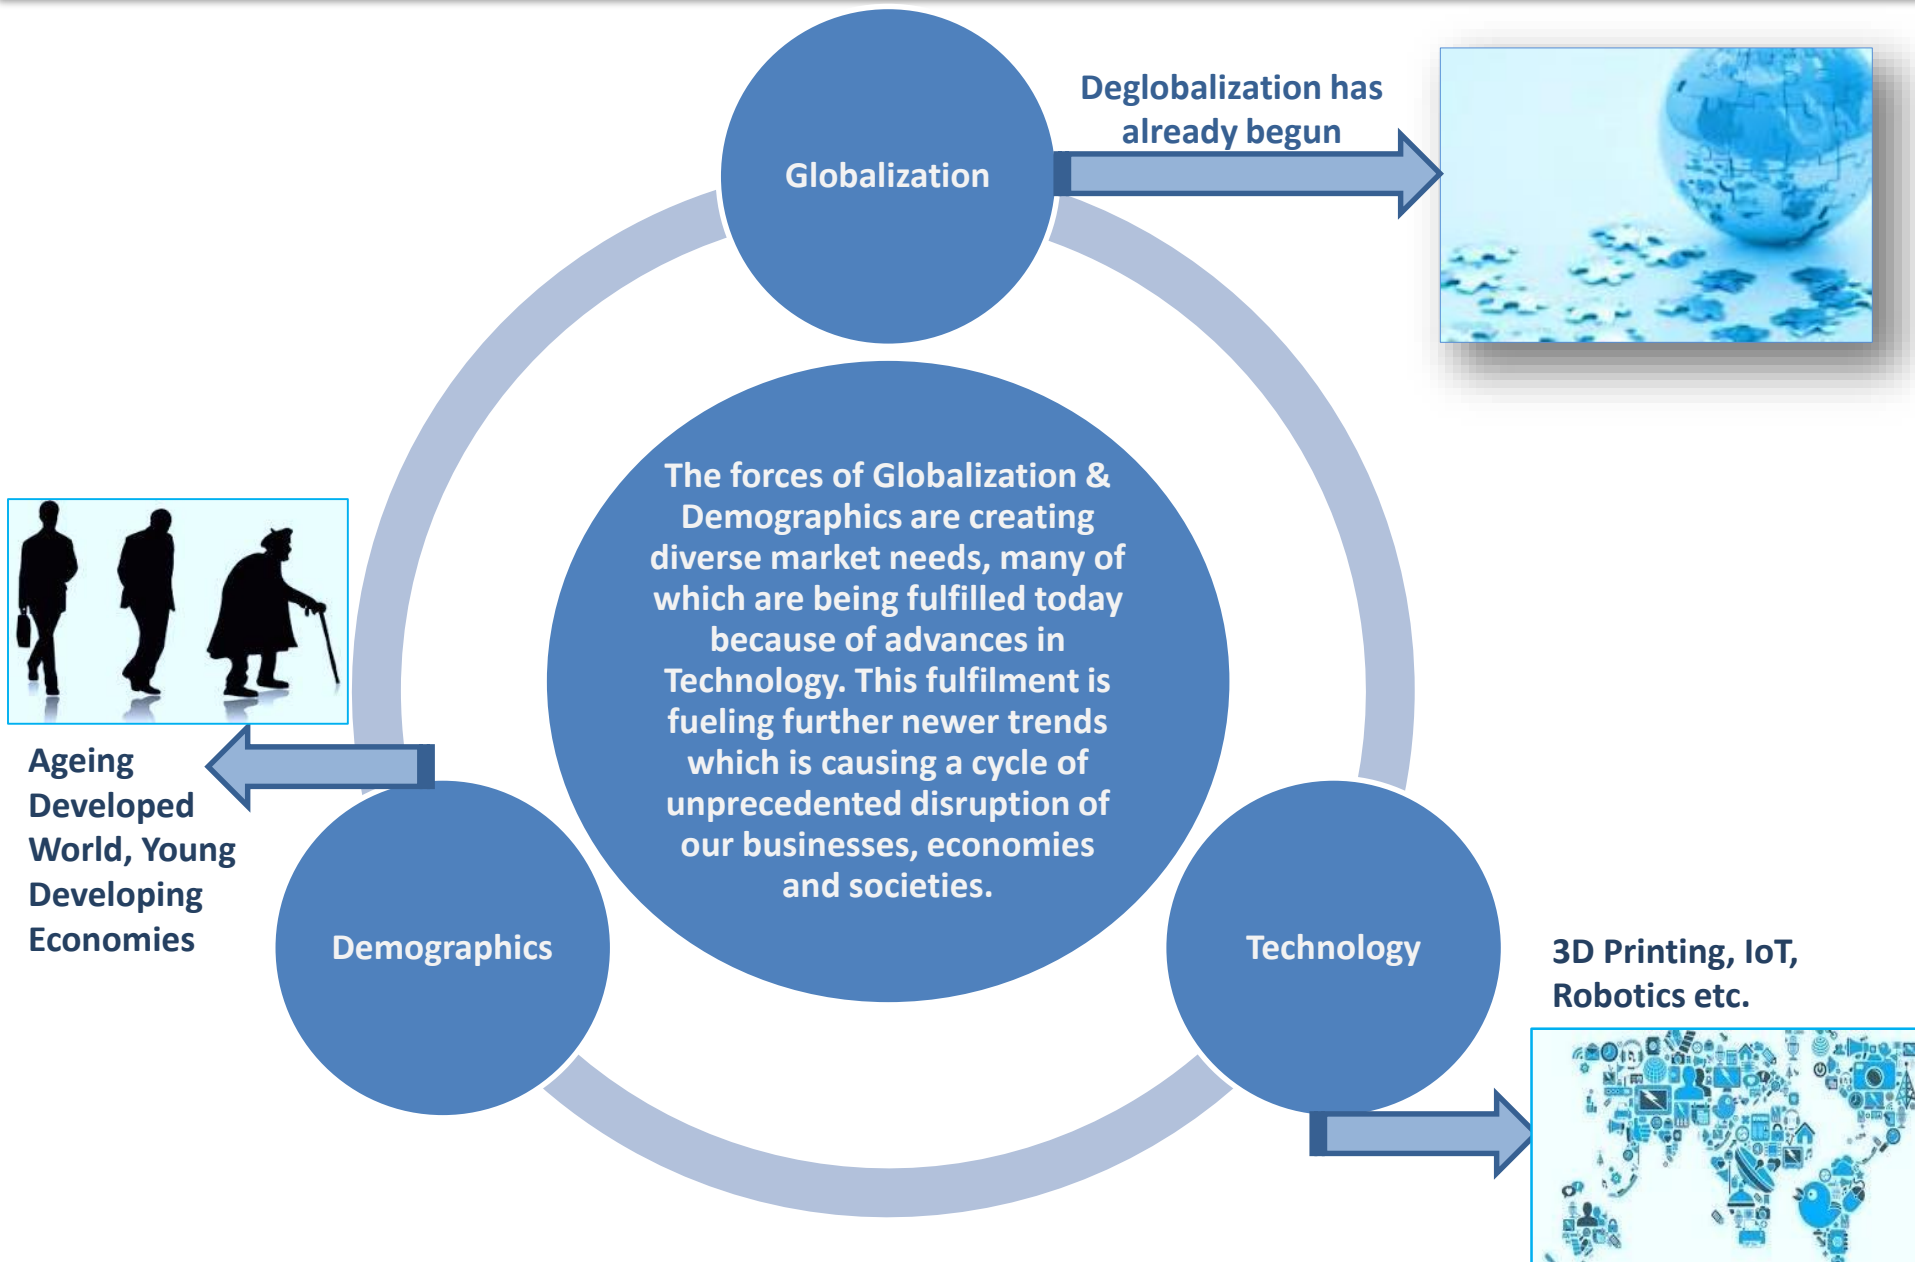 Deglobalization has
already begun
Globalization
The forces of Globalization &
Demographics are creating
diverse market needs, many of
which are being fulfilled today
because of advances in
Technology. This fulfilment is
fueling further newer trends
which is causing a cycle of
unprecedented disruption of
our businesses, economies
and societies.
Ageing
Developed
World, Young
Developing
Economies
Demographics
Technology
3D Printing, IoT,
Robotics etc.